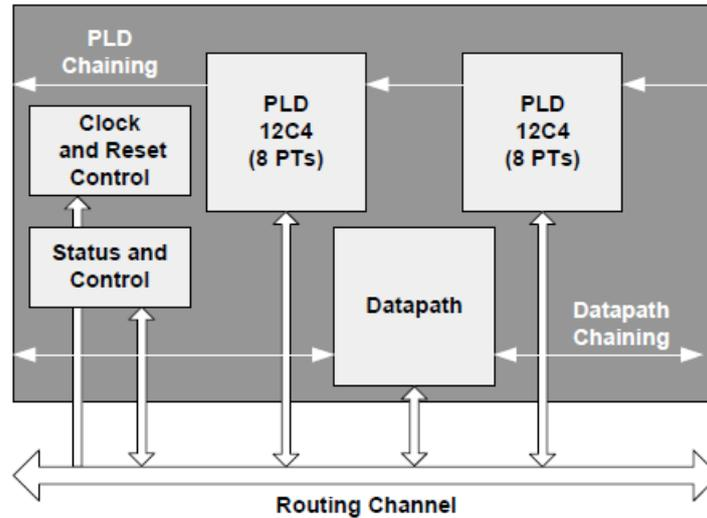 PLD
Chaining
PLD
12C4
(8 PTs)
PLD
12C4
(8 PTs)
Clock
and Reset
Control
Status and
Control
Datapath
Datapath
Chaining
Routing Channel